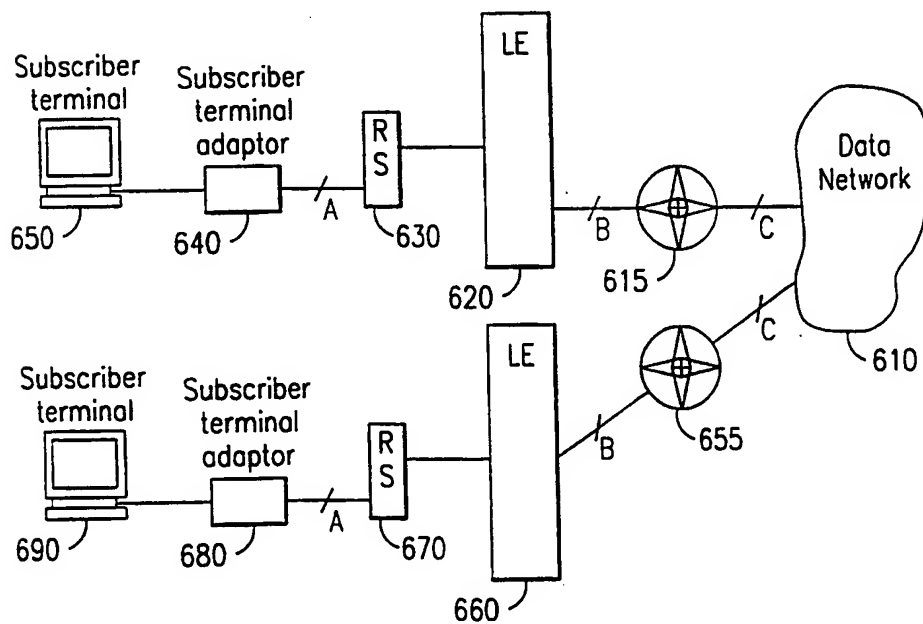 Subscriber
terminal
650
Subscriber
terminal
adaptor
640
A
R
S
630
LE
620
B
615
C
Data
Network
610
Subscriber
terminal
690
Subscriber
terminal
adaptor
680
A
R
S
670
LE
660
B
655
C